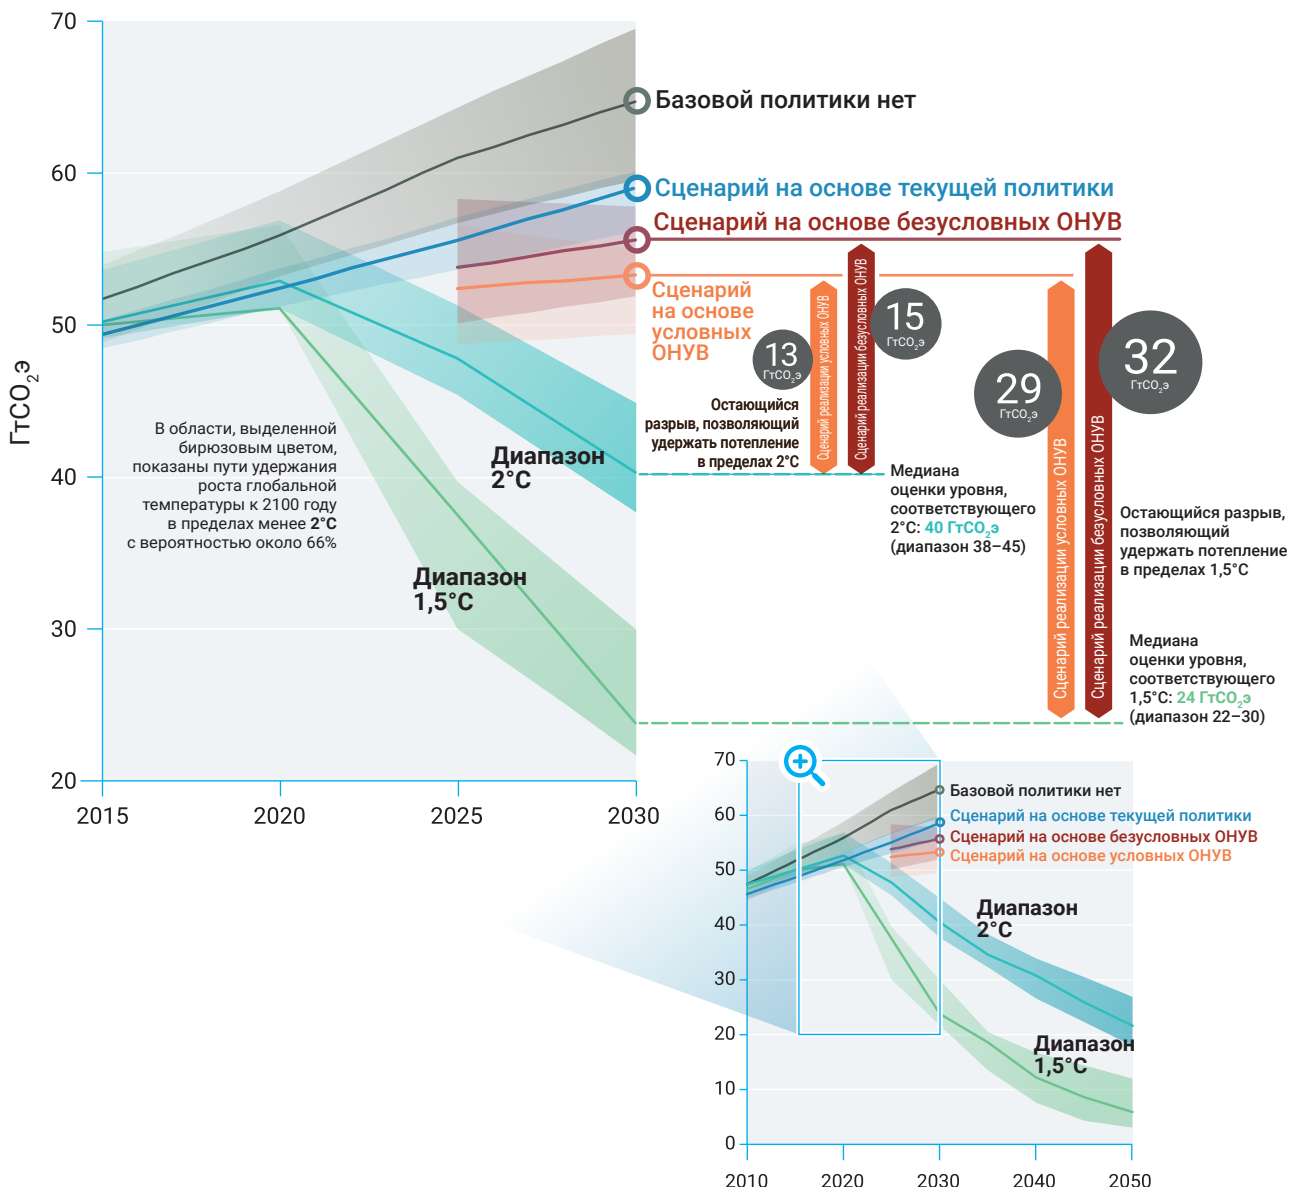 70
60
50
40
30
20
ГтCO2э
2015
2020
2025
2030
Базовой политики нет
Сценарий на основе текущей политики
Сценарий на основе безусловных ОНУВ
Сценарий
на основе
условных
ОНУВ
В области, выделенной
бирюзовым цветом,
показаны пути удержания
роста глобальной
температуры к 2100 году
в пределах менее 2°C
с вероятностью около 66%
Диапазон
2°C
Диапазон
1,5°C
13
ГтCO2э
Сценарий реализации условных ОНУВ
Сценарий реализации безусловных ОНУВ
15
ГтCO2э
Остающийся
разрыв, позволяющий
удержать потепление
в пределах 2°C
Медиана
оценки уровня,
соответствующего
2°C: 40 ГтCO2э
(диапазон 38–45)
29
ГтCO2э
Сценарий реализации условных ОНУВ
Сценарий реализации безусловных ОНУВ
32
ГтCO2э
Остающийся разрыв,
позволяющий
удержать потепление
в пределах 1,5°C
Медиана
оценки уровня,
соответствующего
1,5°C: 24 ГтCO2э
(диапазон 22–30)
70
60
50
40
30
20
10
0
2010
2020
2030
2040
2050
Базовой политики нет
Сценарий на основе текущей политики
Сценарий на основе безусловных ОНУВ
Сценарий на основе условных ОНУВ
Диапазон
2°C
Диапазон
1,5°C